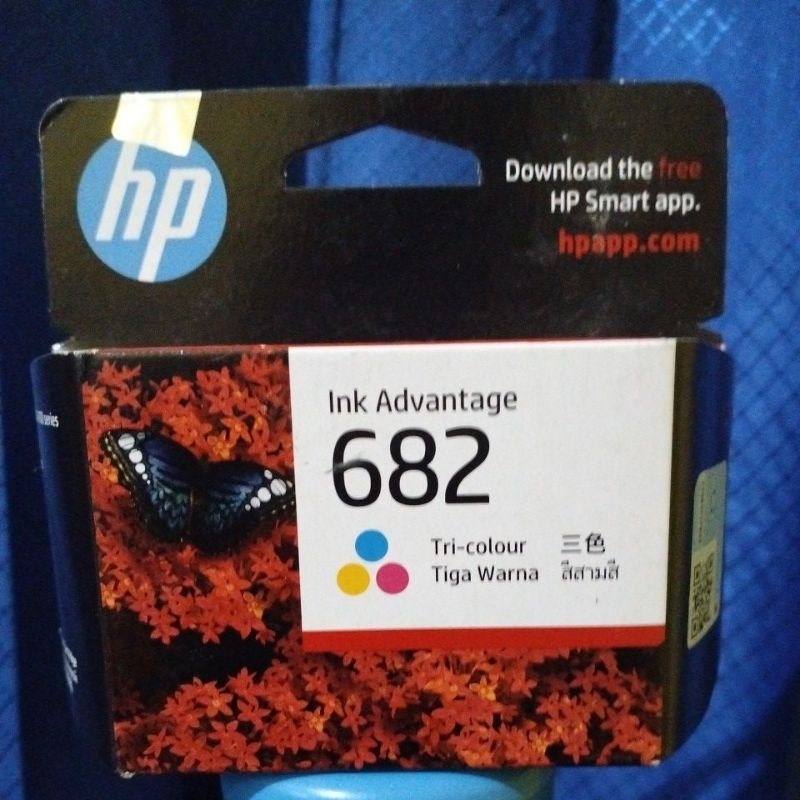 hp
Download the free
HP Smart app.
hpapp.com
series
Ink Advantage
682
Tri-colour 三色
Tiga Warna สีสามสี